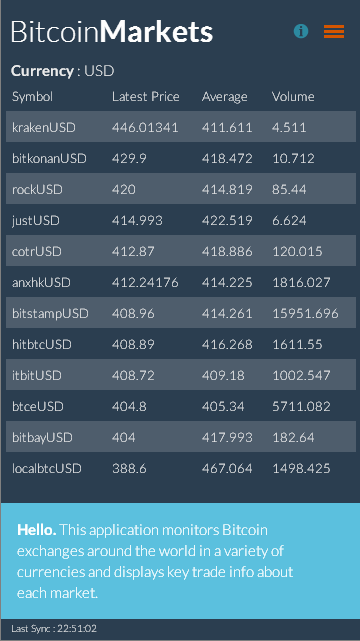 BitcoinMarkets
Currency : USD
Symbol Latest Price Average Volume
krakenUSD 446.01341 411.611 4.511
bitkonanUSD 429.9 418.472 10.712
rockUSD 420 414.819 85.44
justUSD 414.993 422.519 6.624
cotrUSD 412.87 418.886 120.015
anxhkUSD 412.24176 414.225 1816.027
bitstampUSD 408.96 414.261 15951.696
hitbtcUSD 408.89 416.268 1611.55
itbitUSD 408.72 409.18 1002.547
btceUSD 404.8 405.34 5711.082
bitbayUSD 404 417.993 182.64
localbtcUSD 388.6 467.064 1498.425
Hello. This application monitors Bitcoin
exchanges around the world in a variety of
currencies and displays key trade info about
each market.
Last Sync : 22:51:02